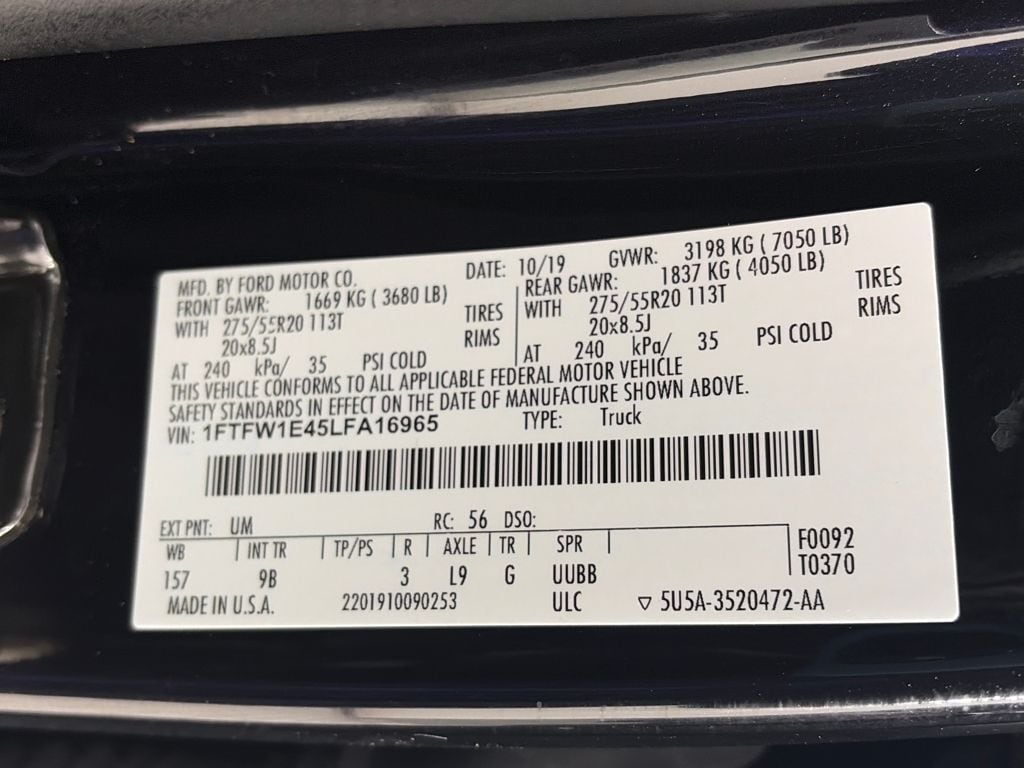 MFD. BY FORD MOTOR CO. DATE: 10/19 GVWR: 3198 KG ( 7050 LB)
FRONT GAWR: 1669 KG ( 3680 LB) REAR GAWR: 1837 KG ( 4050 LB)
WITH 275/55R20 113T TIRES WITH 275/55R20 113T TIRES
20x8.5J RIMS 20x8.5J RIMS
AT 240 kPa/ 35 PSI COLD AT 240 kPa/ 35 PSI COLD
THIS VEHICLE CONFORMS TO ALL APPLICABLE FEDERAL MOTOR VEHICLE
SAFETY STANDARDS IN EFFECT ON THE DATE OF MANUFACTURE SHOWN ABOVE.
VIN: 1FTFW1E45LFA16965 TYPE: Truck
EXT PNT: UM RC: 56 DSO:
WB INT TR TP/PS R AXLE TR SPR F0092
157 9B 3 L9 G UUBB T0370
MADE IN U.S.A. 2201910090253 ULC ▽ 5U5A-3520472-AA